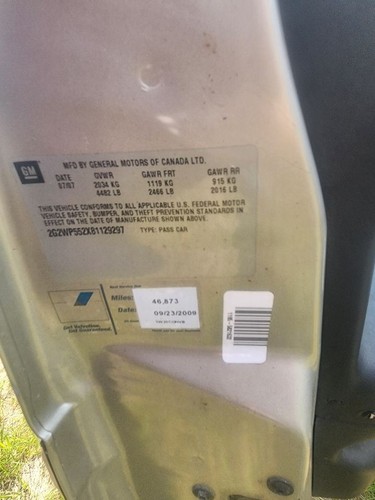 GM
MFD BY GENERAL MOTORS OF CANADA LTD.
DATE GVWR GAWR FRT GAWR RR
07/07 2034 KG 1119 KG 915 KG
4482 LB 2466 LB 2016 LB
THIS VEHICLE CONFORMS TO ALL APPLICABLE U.S. FEDERAL MOTOR
VEHICLE SAFETY, BUMPER, AND THEFT PREVENTION STANDARDS IN
EFFECT ON THE DATE OF MANUFACTURE SHOWN ABOVE.
2G2WP552X81129297 TYPE: PASS CAR
Miles: 46,873
Date: 09/23/2009